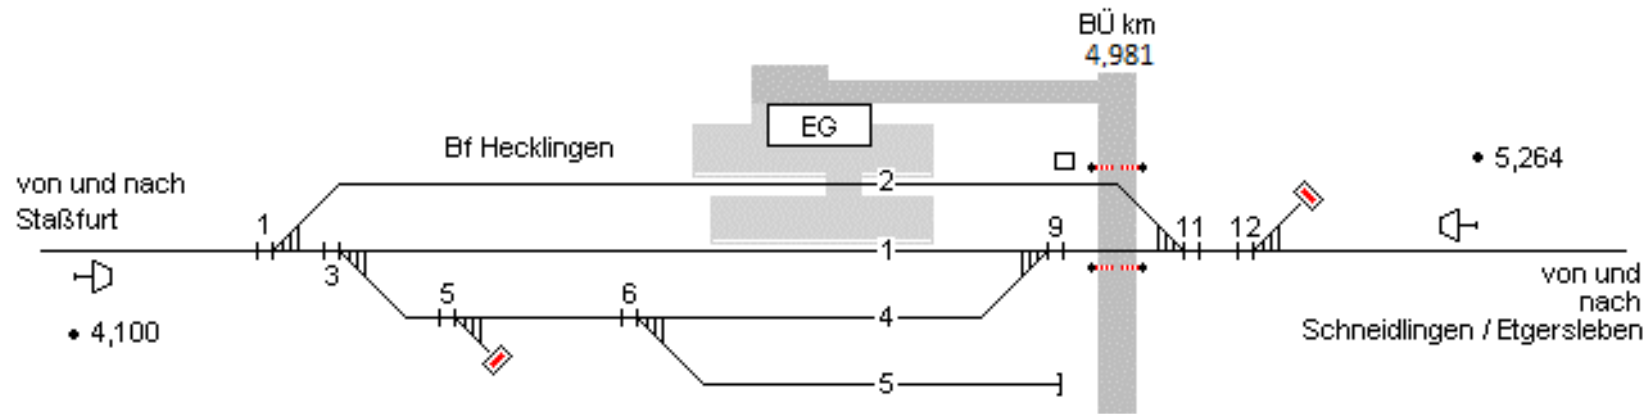 BÜ km
4,981
EG
Bf Hecklingen
5,264
von und nach
Staßfurt
2
1
9
11
12
1
3
5
6
von und
nach
Schneidlingen / Etgersleben
4
4,100
5